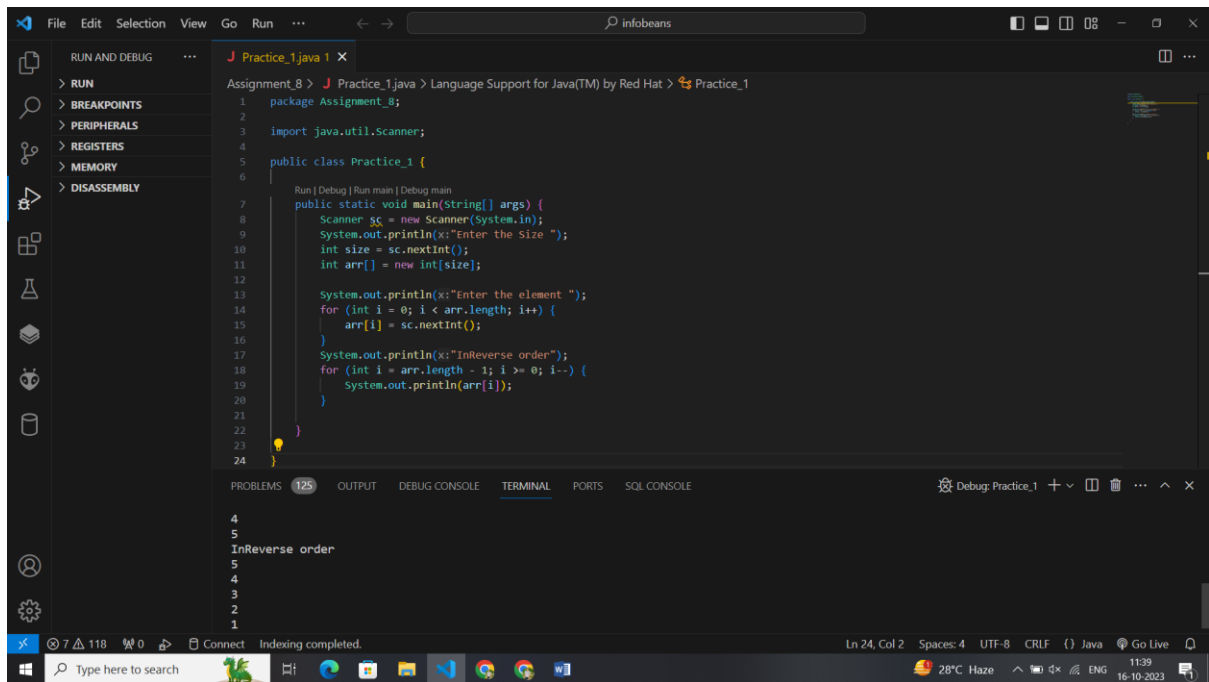 File Edit Selection View Go Run ··· infobeans
RUN AND DEBUG ···
RUN
BREAKPOINTS
PERIPHERALS
REGISTERS
MEMORY
DISASSEMBLY
J Practice_1.java 1
Assignment_8 > J Practice_1.java > Language Support for Java(TM) by Red Hat > Practice_1
1 package Assignment_8;
2
3 import java.util.Scanner;
4
5 public class Practice_1 {
6
Run | Debug | Run main | Debug main
7 public static void main(String[] args) {
8 Scanner sc = new Scanner(System.in);
9 System.out.println(x:"Enter the Size ");
10 int size = sc.nextInt();
11 int arr[] = new int[size];
12
13 System.out.println(x:"Enter the element ");
14 for (int i = 0; i < arr.length; i++) {
15 arr[i] = sc.nextInt();
16 }
17 System.out.println(x:"InReverse order");
18 for (int i = arr.length - 1; i >= 0; i--) {
19 System.out.println(arr[i]);
20 }
21
22 }
23
24 }
PROBLEMS 125 OUTPUT DEBUG CONSOLE TERMINAL PORTS SQL CONSOLE Debug: Practice_1
4
5
InReverse order
5
4
3
2
1
7 118 0 Connect Indexing completed. Ln 24, Col 2 Spaces: 4 UTF-8 CRLF {} Java Go Live
Type here to search 28°C Haze ENG 11:39
16-10-2023